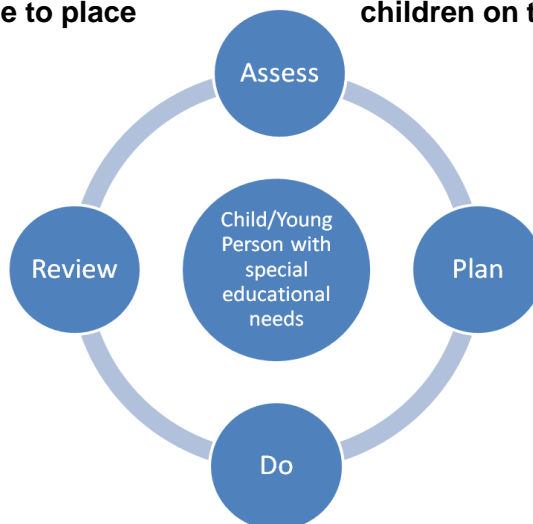 e to place children on t
Assess
Child/Young
Person with
special
educational
needs
Review
Plan
Do